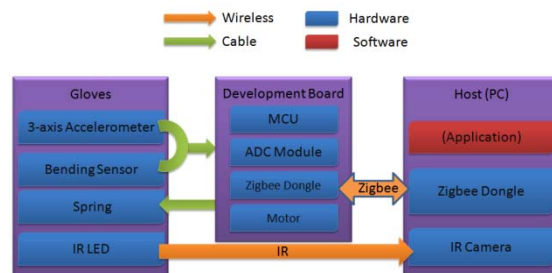 Wireless
Hardware
Cable
Software
Gloves
3-axis Accelerometer
Bending Sensor
Spring
IR LED
Development Board
MCU
ADC Module
Zigbee Dongle
Motor
Zigbee
IR
Host (PC)
(Application)
Zigbee Dongle
IR Camera